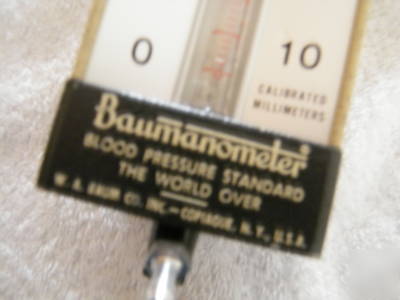 0 10
CALIBRATED
MILLIMETERS
Baumanometer
BLOOD PRESSURE STANDARD
THE WORLD OVER
W. A. BAUM CO. INC. — COPIAGUE, N.Y., U.S.A.